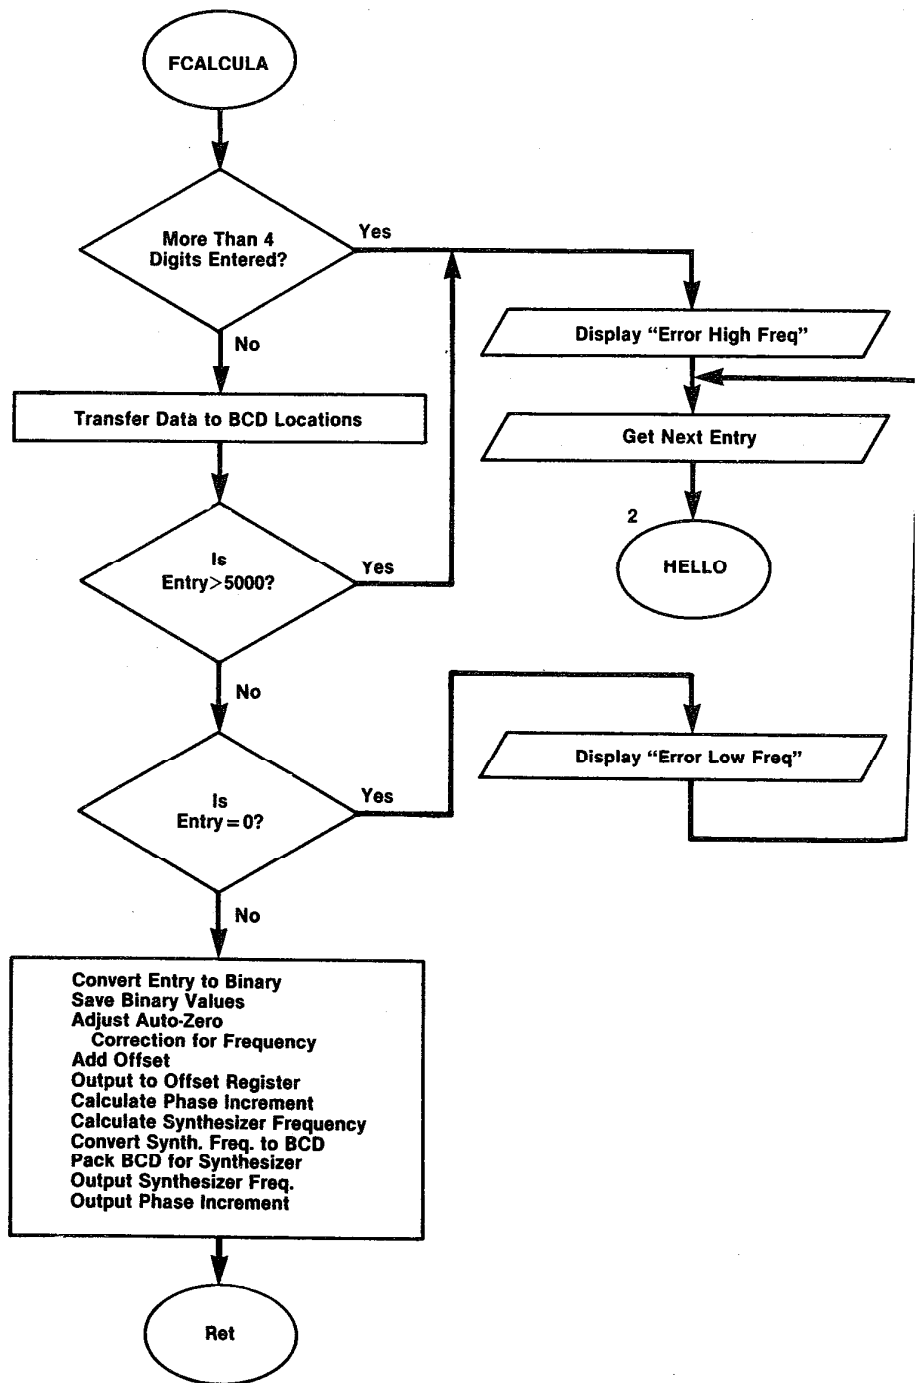 FCALCULA
More Than 4
Digits Entered?
Yes
No
Display “Error High Freq”
Transfer Data to BCD Locations
Get Next Entry
2
HELLO
Is
Entry>5000?
Yes
No
Display “Error Low Freq”
Is
Entry=0?
Yes
No
Convert Entry to Binary
Save Binary Values
Adjust Auto-Zero
Correction for Frequency
Add Offset
Output to Offset Register
Calculate Phase Increment
Calculate Synthesizer Frequency
Convert Synth. Freq. to BCD
Pack BCD for Synthesizer
Output Synthesizer Freq.
Output Phase Increment
Ret